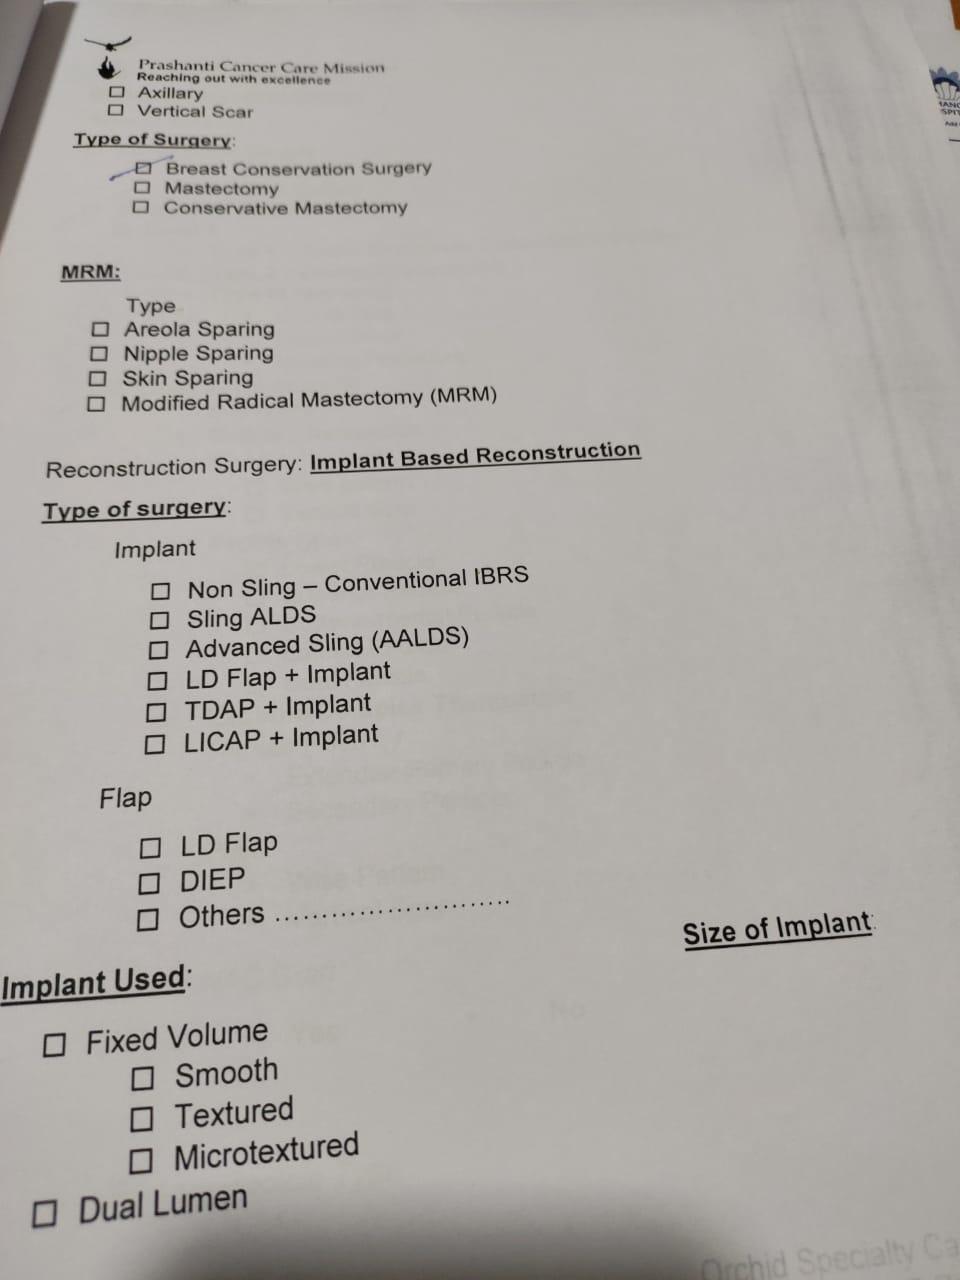 Prashanti Cancer Care Mission
Reaching out with excellence
☐ Axillary
☐ Vertical Scar
Type of Surgery:
☑ Breast Conservation Surgery
☐ Mastectomy
☐ Conservative Mastectomy
MRM:
Type
☐ Areola Sparing
☐ Nipple Sparing
☐ Skin Sparing
☐ Modified Radical Mastectomy (MRM)
Reconstruction Surgery: Implant Based Reconstruction
Type of surgery:
Implant
☐ Non Sling – Conventional IBRS
☐ Sling ALDS
☐ Advanced Sling (AALDS)
☐ LD Flap + Implant
☐ TDAP + Implant
☐ LICAP + Implant
Flap
☐ LD Flap
☐ DIEP
☐ Others ..........................
Size of Implant:
Implant Used:
☐ Fixed Volume
☐ Smooth
☐ Textured
☐ Microtextured
☐ Dual Lumen
Orchid Specialty